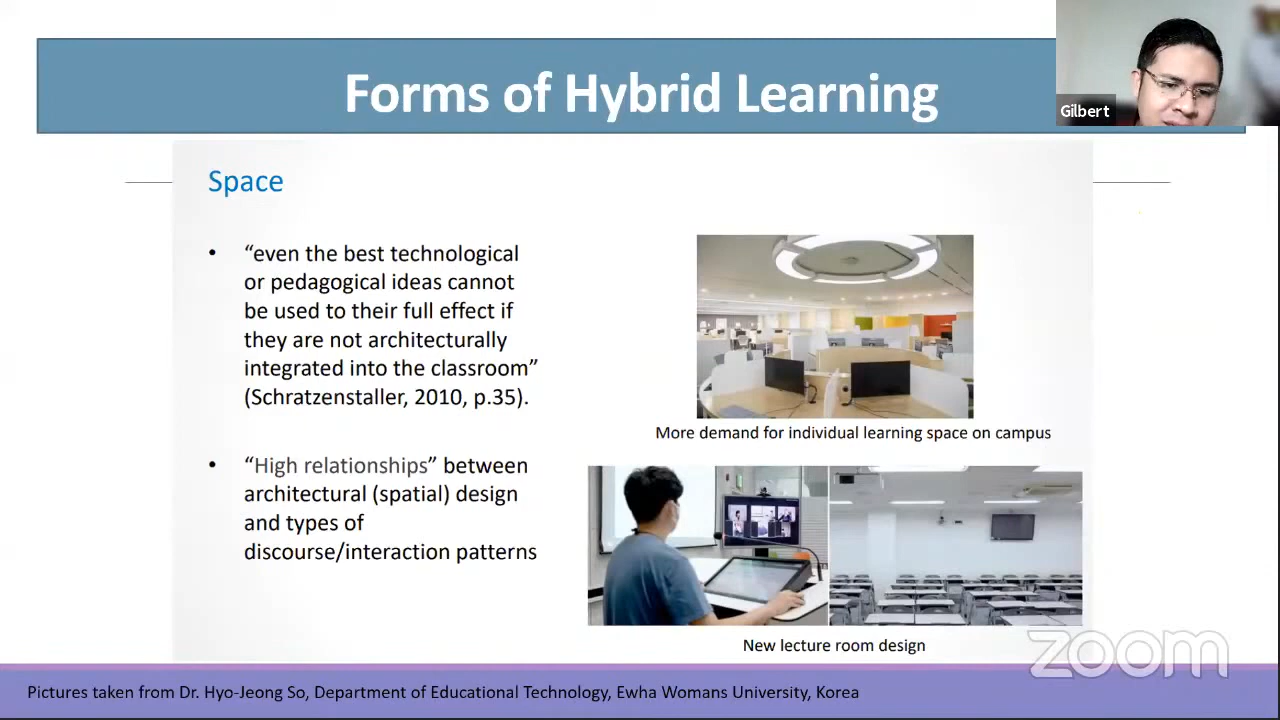 Forms of Hybrid Learning
Gilbert
Space
• “even the best technological
or pedagogical ideas cannot
be used to their full effect if
they are not architecturally
integrated into the classroom”
(Schratzenstaller, 2010, p.35).
• “High relationships” between
architectural (spatial) design
and types of
discourse/interaction patterns
More demand for individual learning space on campus
New lecture room design
zoom
Pictures taken from Dr. Hyo-Jeong So, Department of Educational Technology, Ewha Womans University, Korea